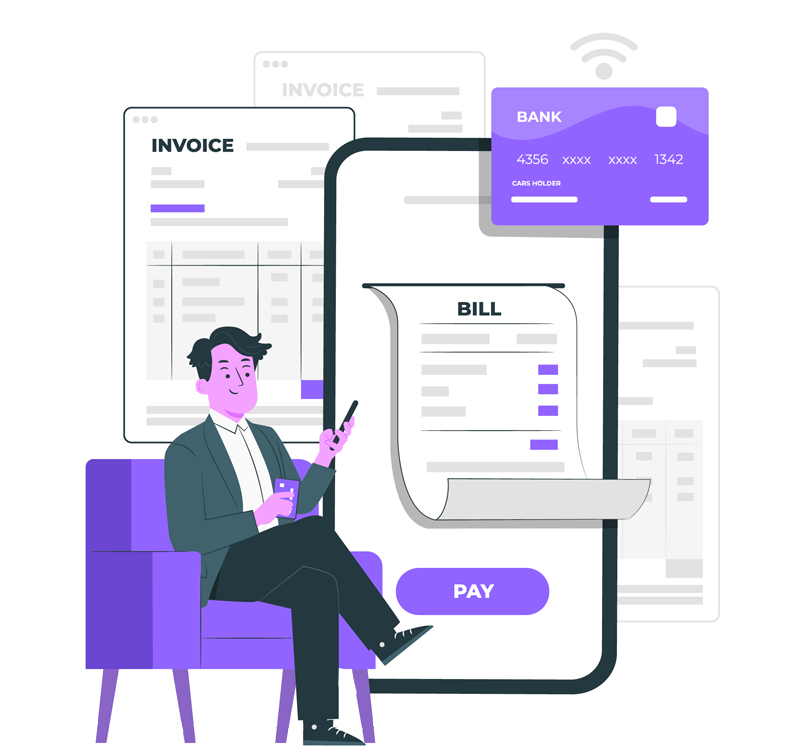 INVOICE
INVOICE
BANK
4356 xxxx xxxx 1342
CARS HOLDER
BILL
PAY